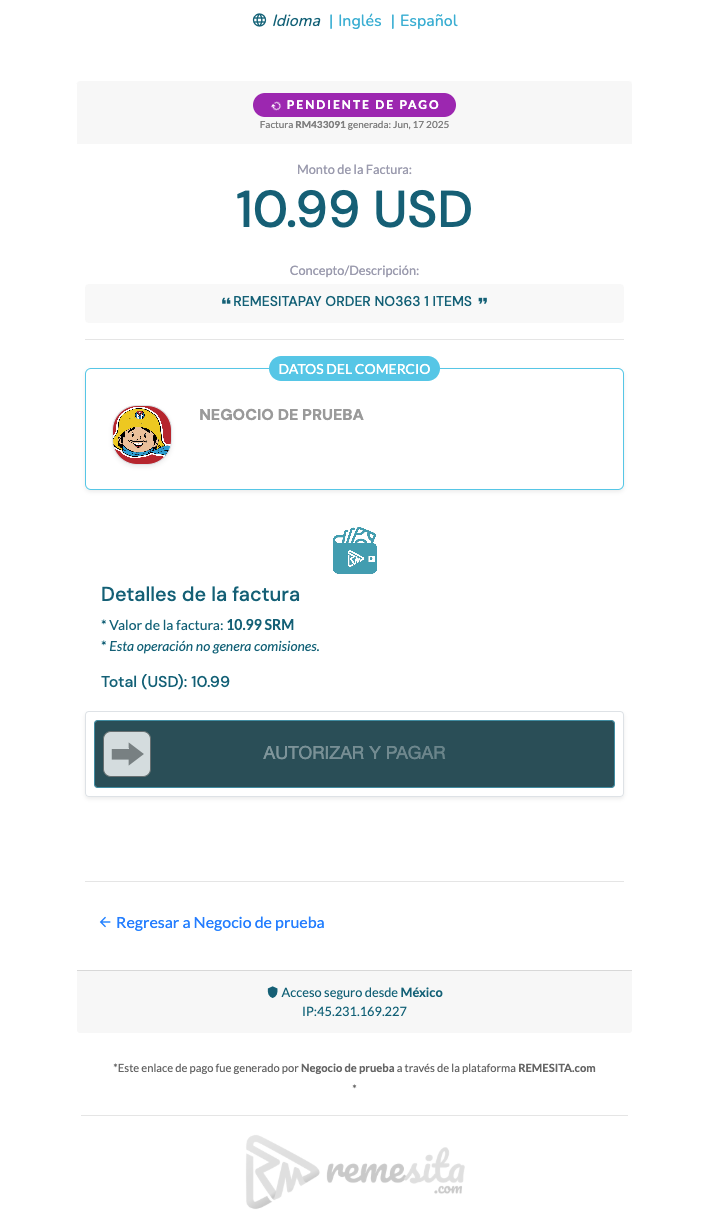 Idioma | Inglés | Español
PENDIENTE DE PAGO
Factura RM433091 generada: Jun, 17 2025
Monto de la Factura:
10.99 USD
Concepto/Descripción:
❝ REMESITAPAY ORDER NO363 1 ITEMS ❞
DATOS DEL COMERCIO
NEGOCIO DE PRUEBA
Detalles de la factura
* Valor de la factura: 10.99 SRM
* Esta operación no genera comisiones.
Total (USD): 10.99
AUTORIZAR Y PAGAR
← Regresar a Negocio de prueba
Acceso seguro desde México
IP:45.231.169.227
*Este enlace de pago fue generado por Negocio de prueba a través de la plataforma REMESITA.com
•
remesita
.com